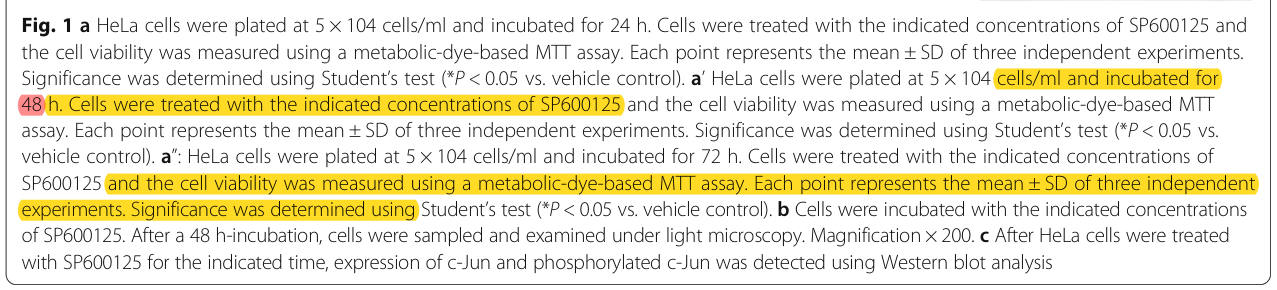 Fig. 1 a HeLa cells were plated at 5 × 104 cells/ml and incubated for 24 h. Cells were treated with the indicated concentrations of SP600125 and
the cell viability was measured using a metabolic-dye-based MTT assay. Each point represents the mean ± SD of three independent experiments.
Significance was determined using Student's test (*P < 0.05 vs. vehicle control). a′ HeLa cells were plated at 5 × 104 cells/ml and incubated for
48 h. Cells were treated with the indicated concentrations of SP600125 and the cell viability was measured using a metabolic-dye-based MTT
assay. Each point represents the mean ± SD of three independent experiments. Significance was determined using Student's test (*P < 0.05 vs.
vehicle control). a″: HeLa cells were plated at 5 × 104 cells/ml and incubated for 72 h. Cells were treated with the indicated concentrations of
SP600125 and the cell viability was measured using a metabolic-dye-based MTT assay. Each point represents the mean ± SD of three independent
experiments. Significance was determined using Student's test (*P < 0.05 vs. vehicle control). b Cells were incubated with the indicated concentrations
of SP600125. After a 48 h-incubation, cells were sampled and examined under light microscopy. Magnification × 200. c After HeLa cells were treated
with SP600125 for the indicated time, expression of c-Jun and phosphorylated c-Jun was detected using Western blot analysis